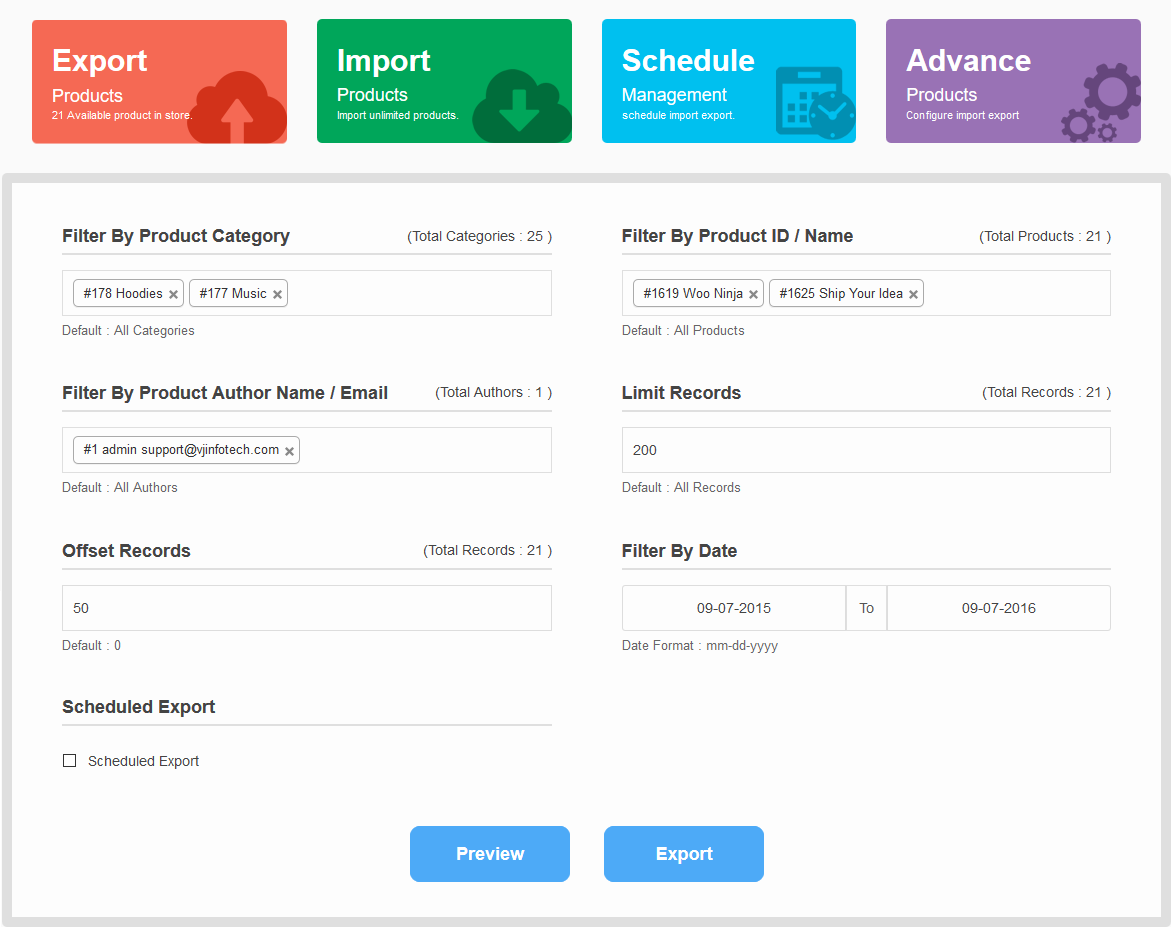 Export
Products
21 Available product in store.
Import
Products
Import unlimited products.
Schedule
Management
schedule import export.
Advance
Products
Configure import export
Filter By Product Category (Total Categories : 25 )
#178 Hoodies × #177 Music ×
Default : All Categories
Filter By Product ID / Name (Total Products : 21 )
#1619 Woo Ninja × #1625 Ship Your Idea ×
Default : All Products
Filter By Product Author Name / Email (Total Authors : 1 )
#1 admin support@vjinfotech.com ×
Default : All Authors
Limit Records (Total Records : 21 )
200
Default : All Records
Offset Records (Total Records : 21 )
50
Default : 0
Filter By Date
09-07-2015 To 09-07-2016
Date Format : mm-dd-yyyy
Scheduled Export
Scheduled Export
Preview Export